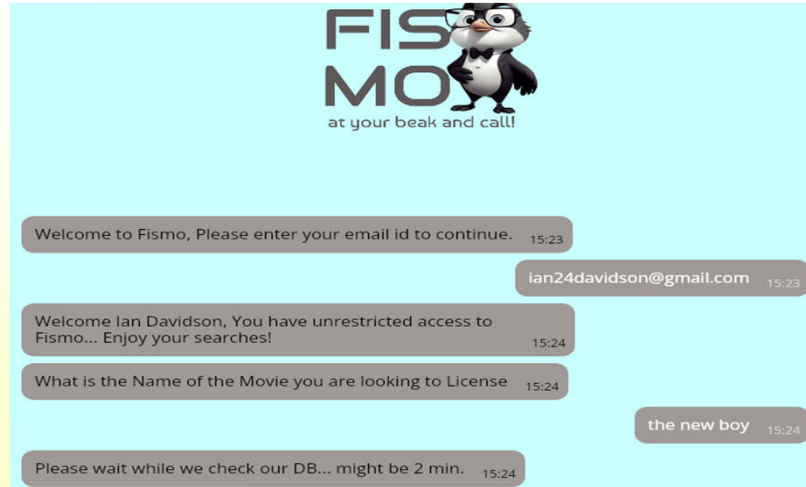 FIS
MO
at your beak and call!
Welcome to Fismo, Please enter your email id to continue. 15:23
ian24davidson@gmail.com 15:23
Welcome Ian Davidson, You have unrestricted access to
Fismo... Enjoy your searches! 15:24
What is the Name of the Movie you are looking to License 15:24
the new boy 15:24
Please wait while we check our DB... might be 2 min. 15:24